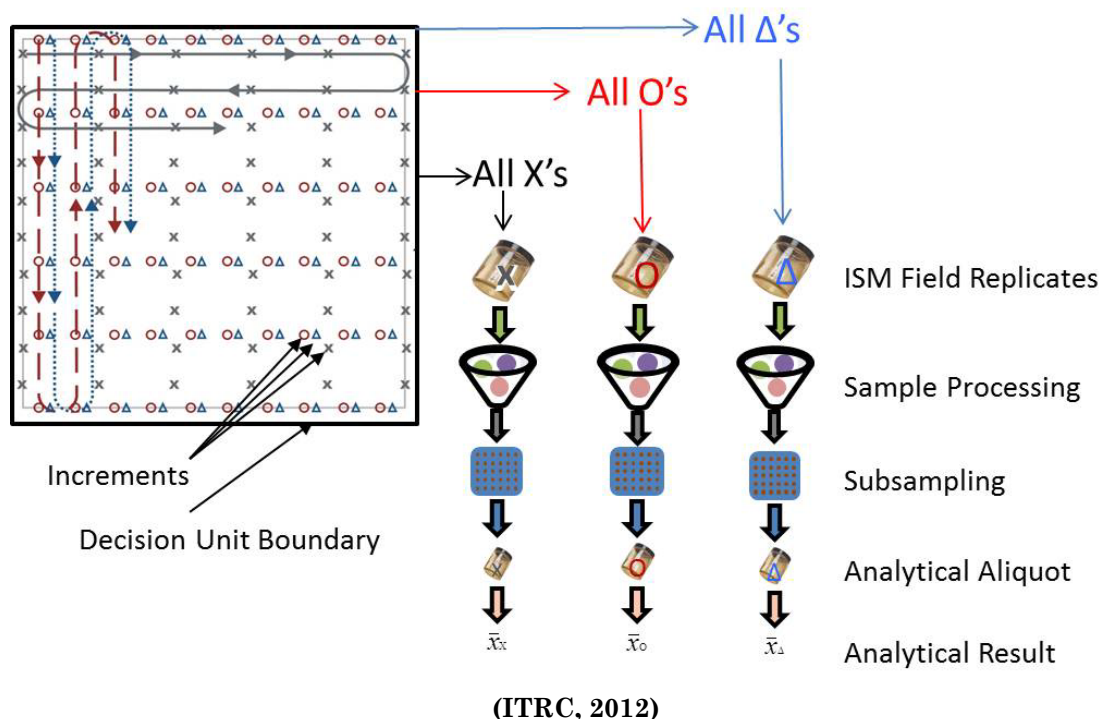 All Δ's
All O's
All X's
X
O
Δ
ISM Field Replicates
Sample Processing
Increments
Subsampling
Decision Unit Boundary
X
O
Δ
Analytical Aliquot
x̄X
x̄O
x̄Δ
Analytical Result
(ITRC, 2012)